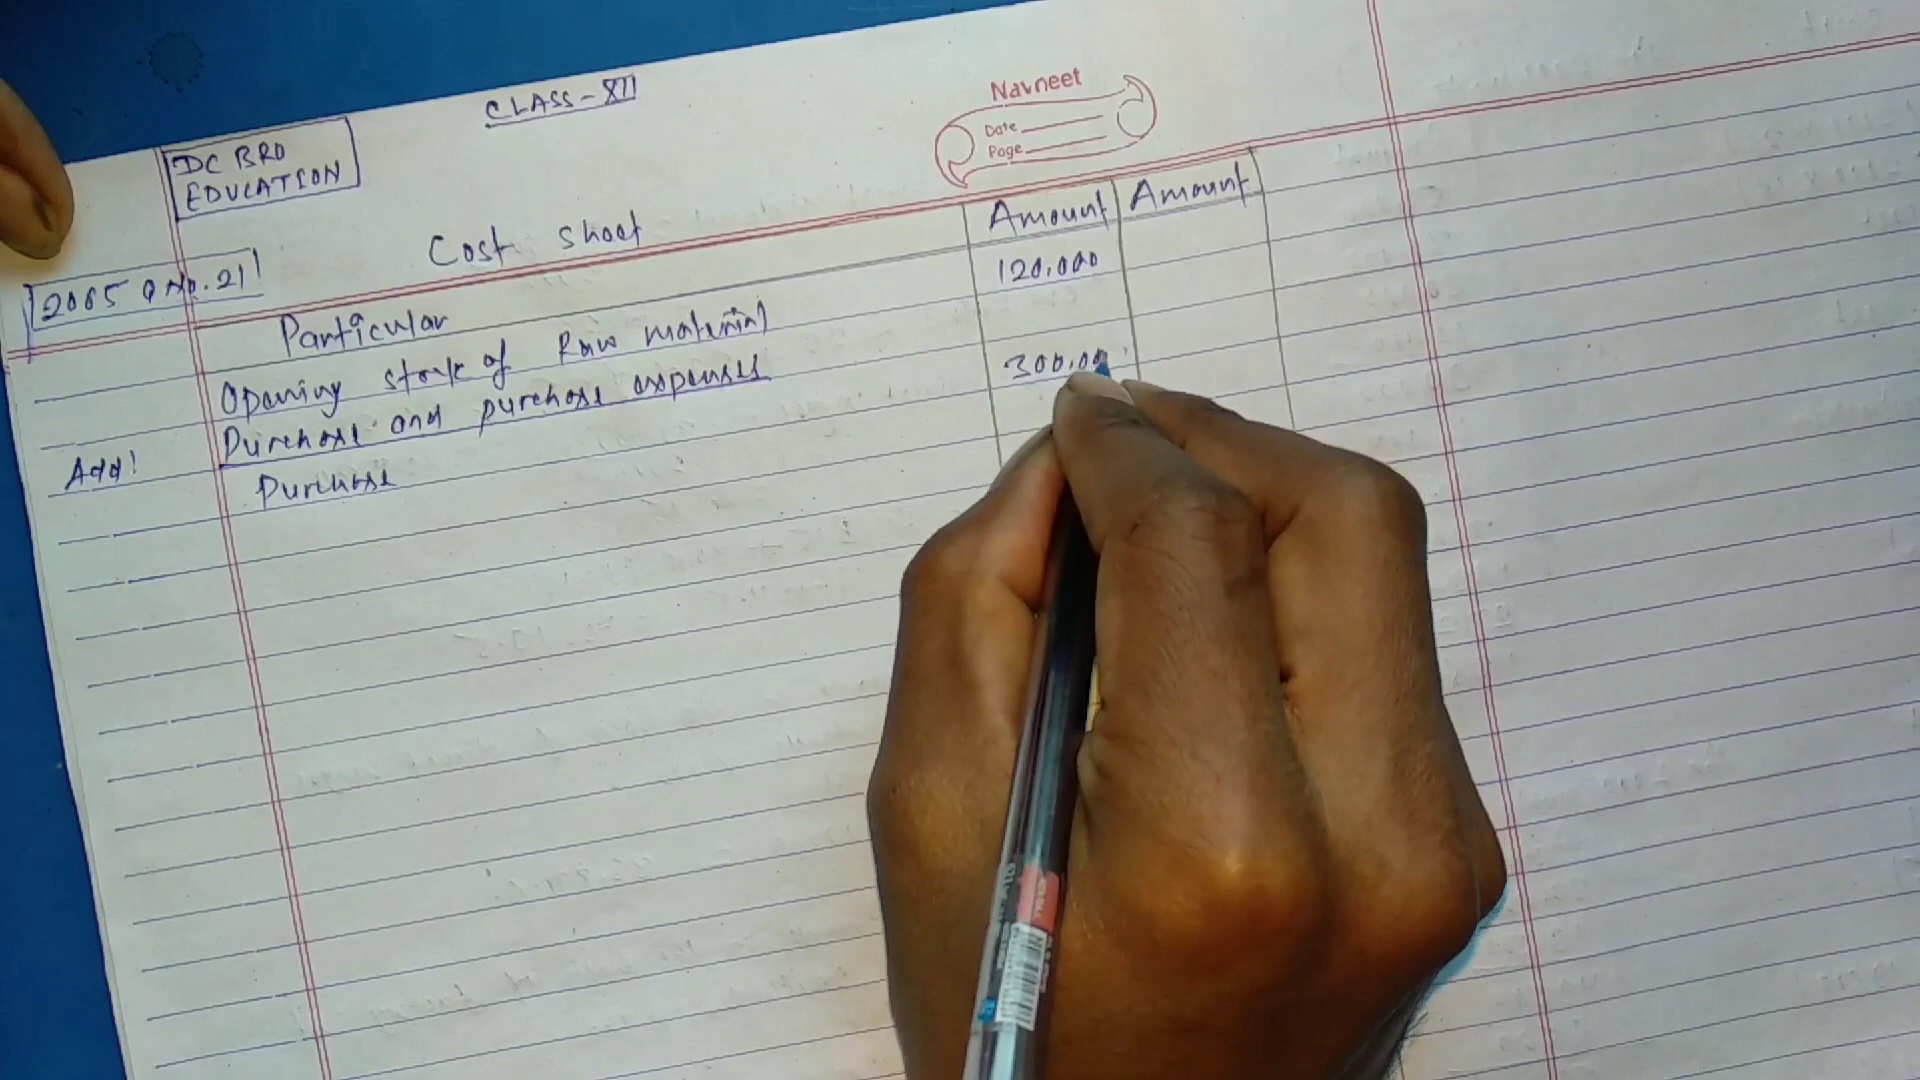 CLASS - XII
Navneet
Date
Page
DC BRO
EDUCATION
Cost sheet
2065 Q No. 21
Particular Amount Amount
Opening stock of Raw material 120,000
Add: Purchase and purchase expenses
Purchase 300,00